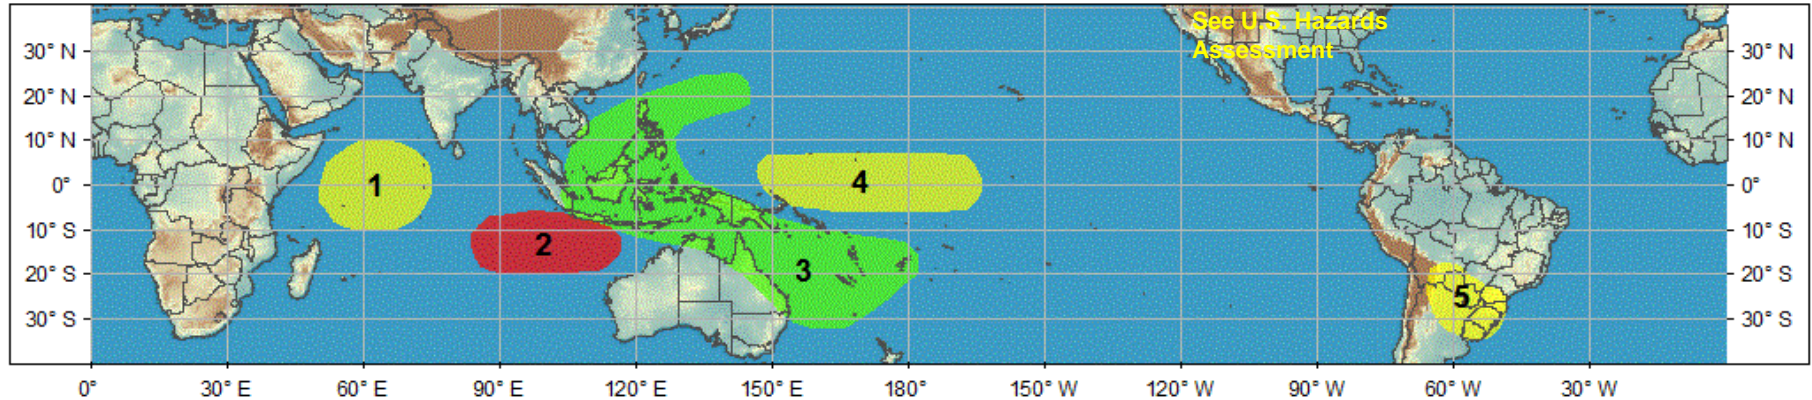 See U.S. Hazards
Assessment
30° N
30° N
20° N
20° N
10° N
10° N
0°
1
4
0°
10° S
2
10° S
20° S
3
20° S
5
30° S
30° S
0°
30° E
60° E
90° E
120° E
150° E
180°
150° W
120° W
90° W
60° W
30° W